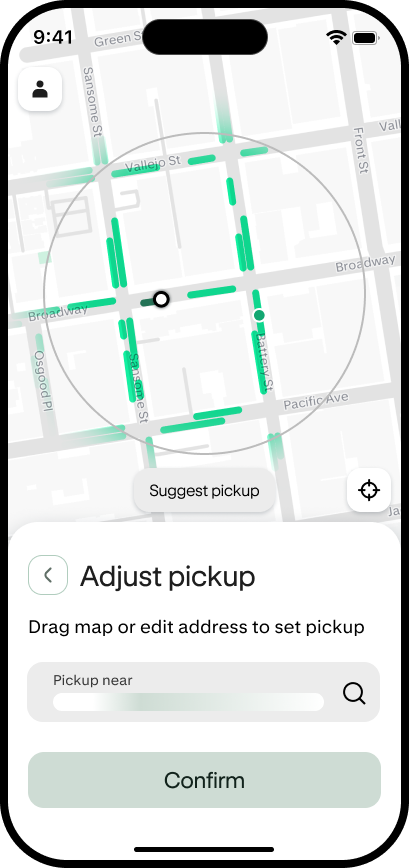 9:41
Green S
Sansome St
Vallejo St
Front St
Vall
Broadway
Broadway
Osgood Pl
Sansome St
Battery St
Pacific Ave
Suggest pickup
Ja
Adjust pickup
Drag map or edit address to set pickup
Pickup near
Confirm